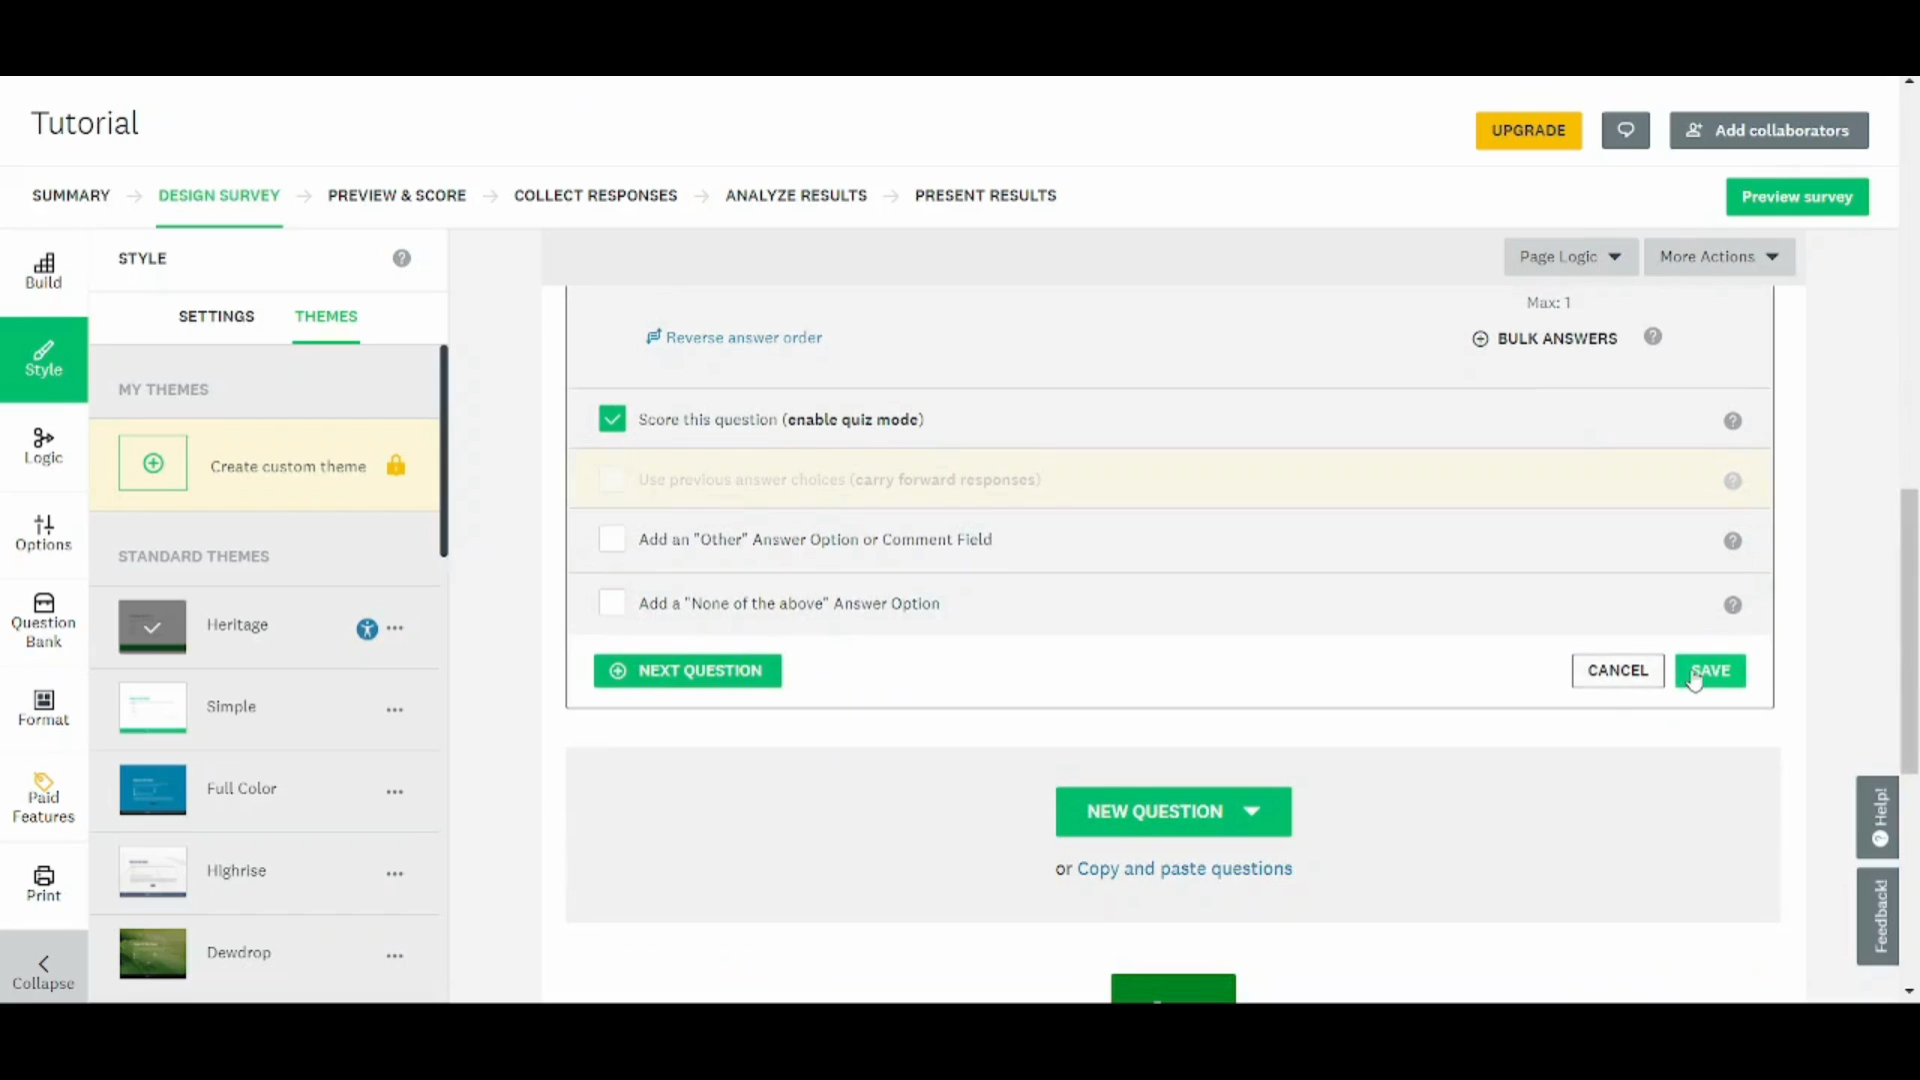 Tutorial
UPGRADE
Add collaborators
SUMMARY
DESIGN SURVEY
PREVIEW & SCORE
COLLECT RESPONSES
ANALYZE RESULTS
PRESENT RESULTS
Preview survey
Build
Style
Logic
Options
Question
Bank
Format
Paid
Features
Print
Collapse
STYLE
SETTINGS
THEMES
MY THEMES
Create custom theme
STANDARD THEMES
Heritage
Simple
Full Color
Highrise
Dewdrop
Page Logic
More Actions
Max: 1
Reverse answer order
BULK ANSWERS
Score this question (enable quiz mode)
Use previous answer choices (carry forward responses)
Add an "Other" Answer Option or Comment Field
Add a "None of the above" Answer Option
NEXT QUESTION
CANCEL
SAVE
NEW QUESTION
or Copy and paste questions
Help!
Feedback!